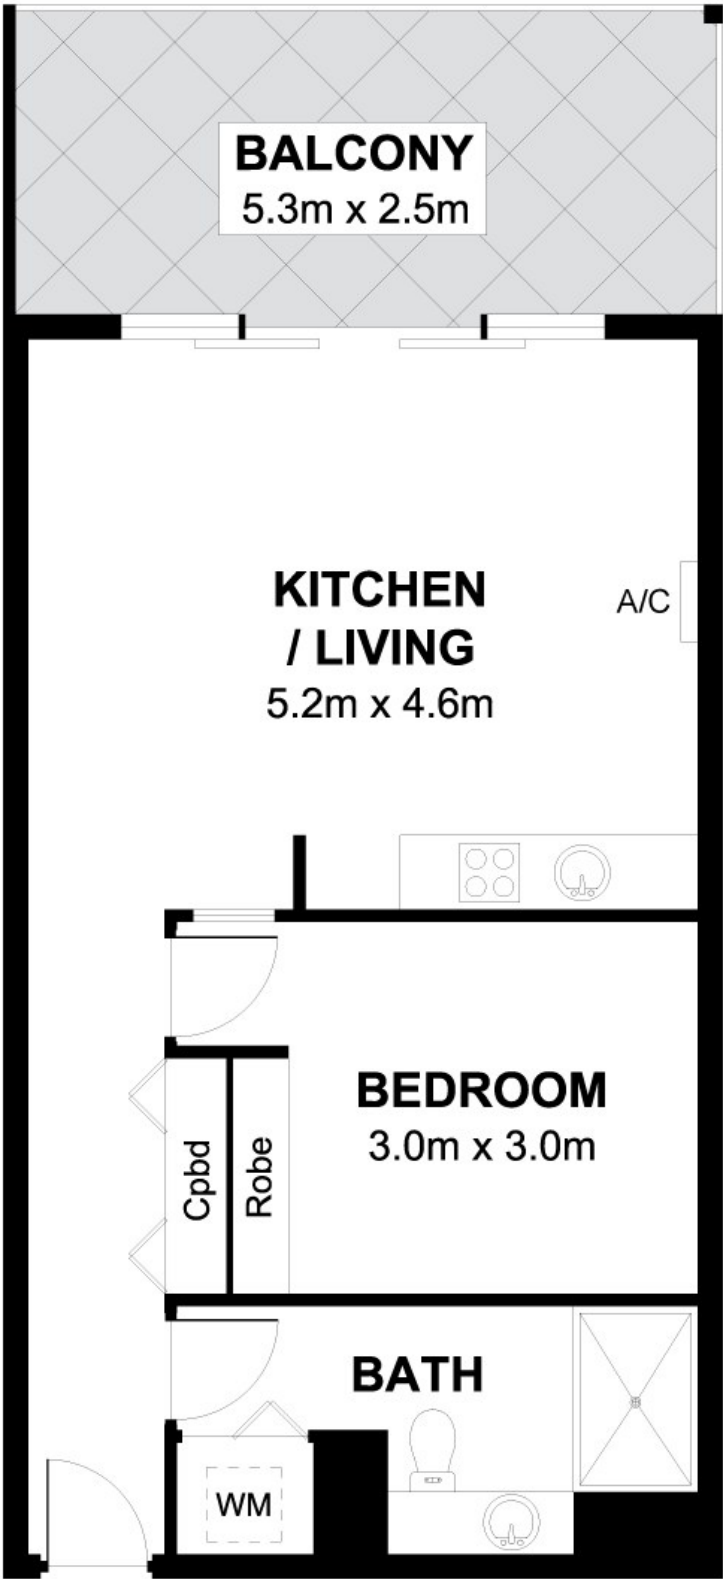 BALCONY
5.3m x 2.5m
KITCHEN
/ LIVING
5.2m x 4.6m
A/C
BEDROOM
3.0m x 3.0m
Cpbd
Robe
BATH
WM